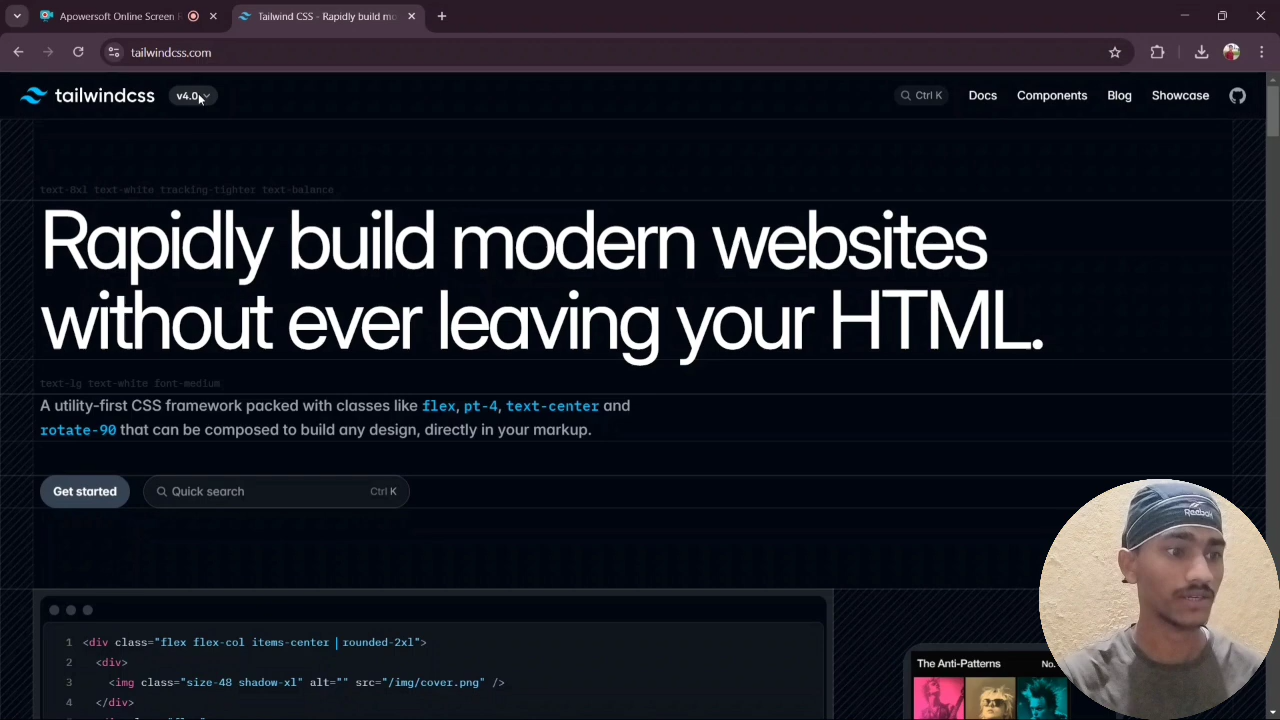 Apowersoft Online Screen
Tailwind CSS - Rapidly build mo
tailwindcss.com
tailwindcss
v4.0
Ctrl K
Docs
Components
Blog
Showcase
text-8xl text-white tracking-tighter text-balance
Rapidly build modern websites
without ever leaving your HTML.
text-lg text-white font-medium
A utility-first CSS framework packed with classes like flex, pt-4, text-center and
rotate-90 that can be composed to build any design, directly in your markup.
Get started
Quick search
Ctrl K
1 <div class="flex flex-col items-center rounded-2xl">
2 <div>
3 <img class="size-48 shadow-xl" alt="" src="/img/cover.png" />
4 </div>
The Anti-Patterns
No.
Reebok